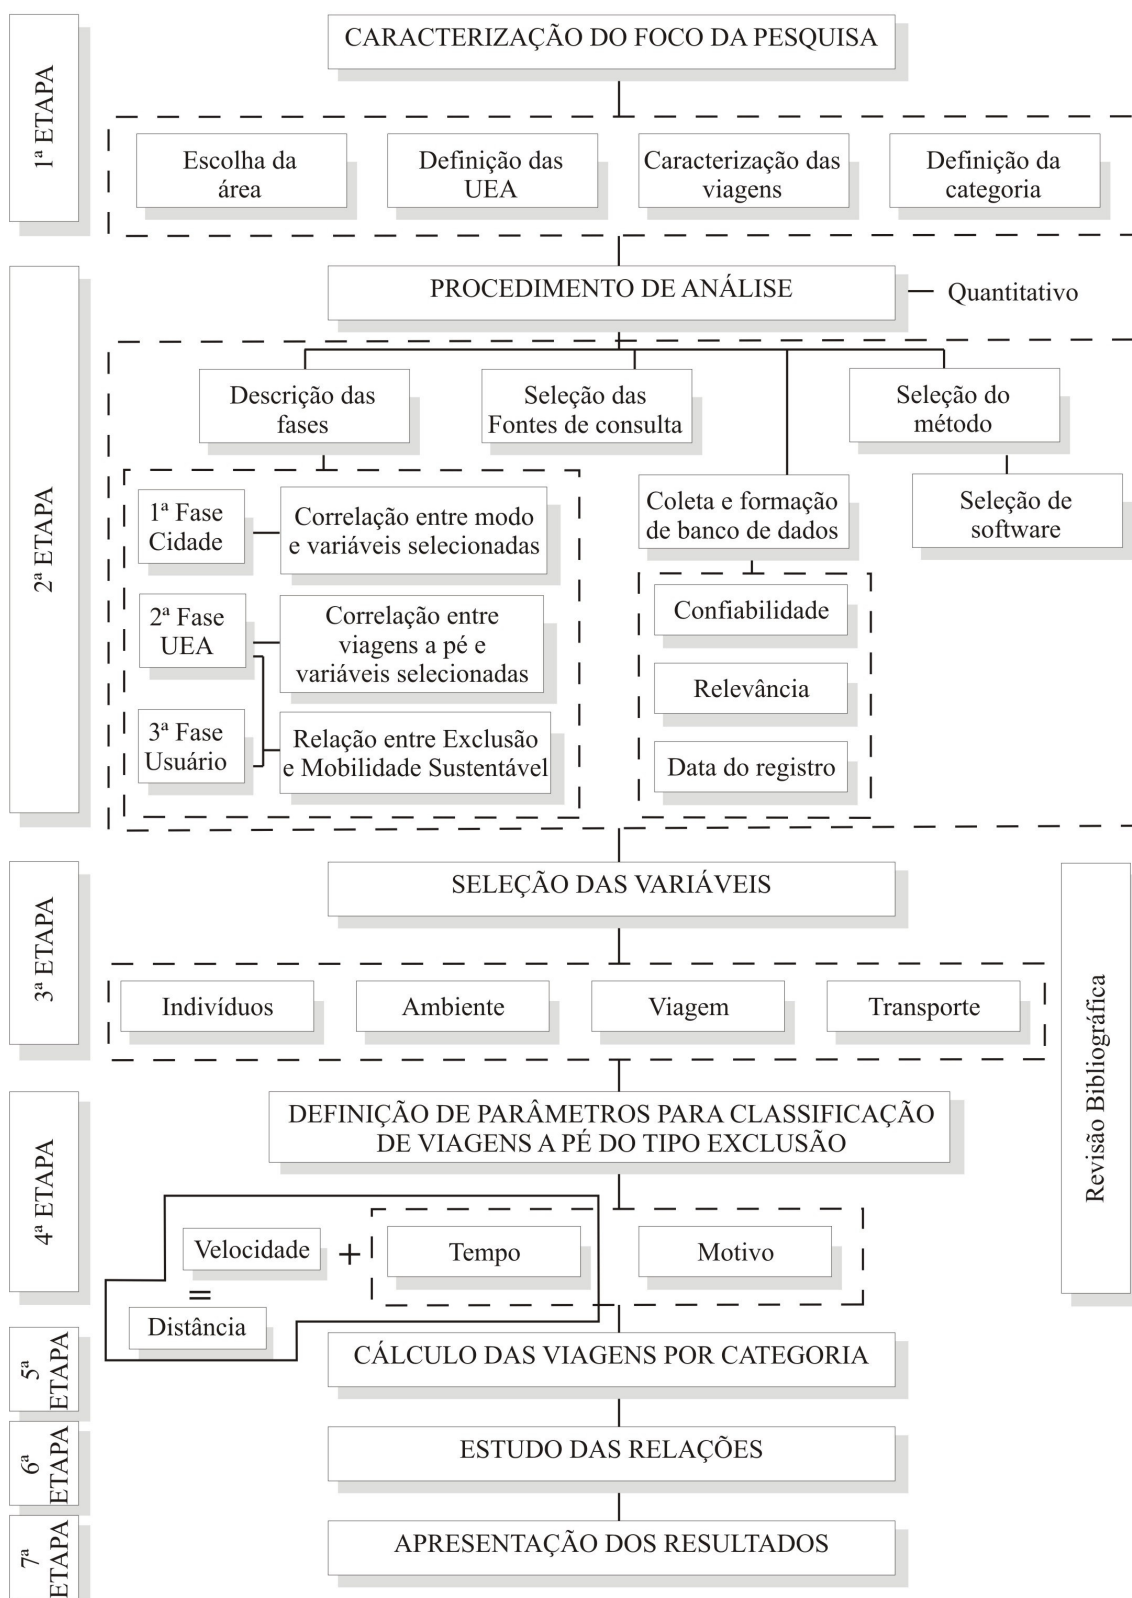 1ª ETAPA
CARACTERIZAÇÃO DO FOCO DA PESQUISA
Escolha da
área
Definição das
UEA
Caracterização das
viagens
Definição da
categoria
2ª ETAPA
PROCEDIMENTO DE ANÁLISE
Quantitativo
Descrição das
fases
Seleção das
Fontes de consulta
Seleção do
método
1ª Fase
Cidade
Correlação entre modo
e variáveis selecionadas
Coleta e formação
de banco de dados
Seleção de
software
2ª Fase
UEA
Correlação entre
viagens a pé e
variáveis selecionadas
Confiabilidade
Relevância
3ª Fase
Usuário
Relação entre Exclusão
e Mobilidade Sustentável
Data do registro
3ª ETAPA
SELEÇÃO DAS VARIÁVEIS
Indivíduos
Ambiente
Viagem
Transporte
Revisão Bibliográfica
4ª ETAPA
DEFINIÇÃO DE PARÂMETROS PARA CLASSIFICAÇÃO
DE VIAGENS A PÉ DO TIPO EXCLUSÃO
Velocidade
+
Tempo
Motivo
=
Distância
5ª
ETAPA
CÁLCULO DAS VIAGENS POR CATEGORIA
6ª
ETAPA
ESTUDO DAS RELAÇÕES
7ª
ETAPA
APRESENTAÇÃO DOS RESULTADOS